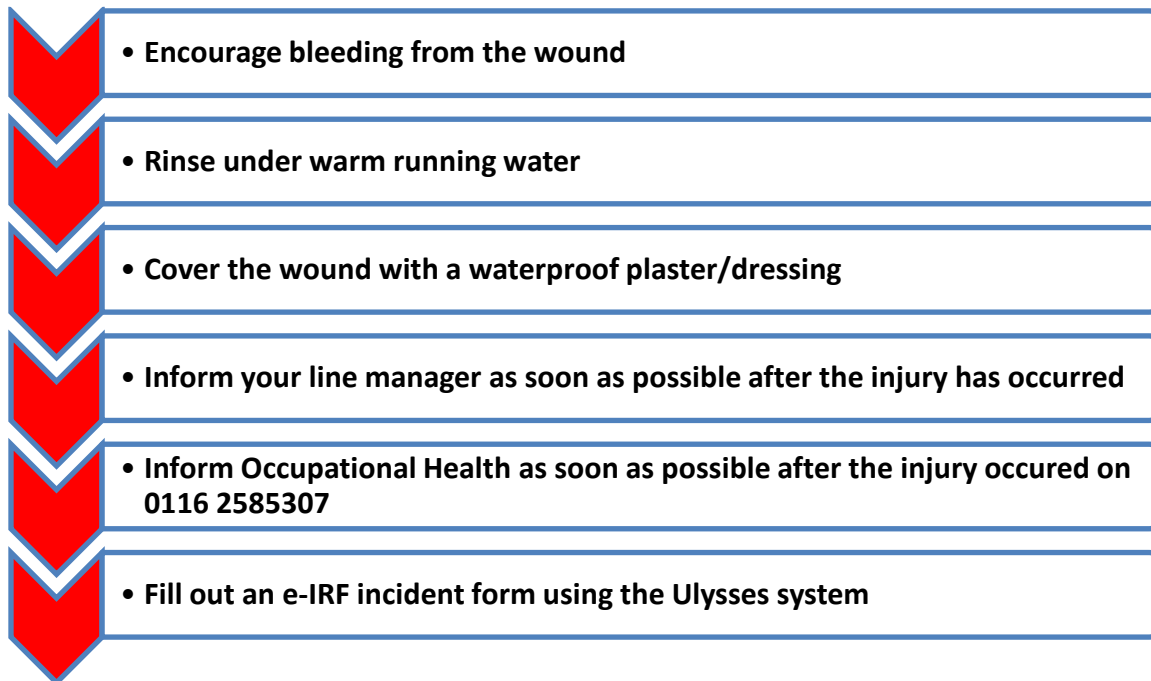 • Encourage bleeding from the wound
• Rinse under warm running water
• Cover the wound with a waterproof plaster/dressing
• Inform your line manager as soon as possible after the injury has occurred
• Inform Occupational Health as soon as possible after the injury occured on
0116 2585307
• Fill out an e-IRF incident form using the Ulysses system